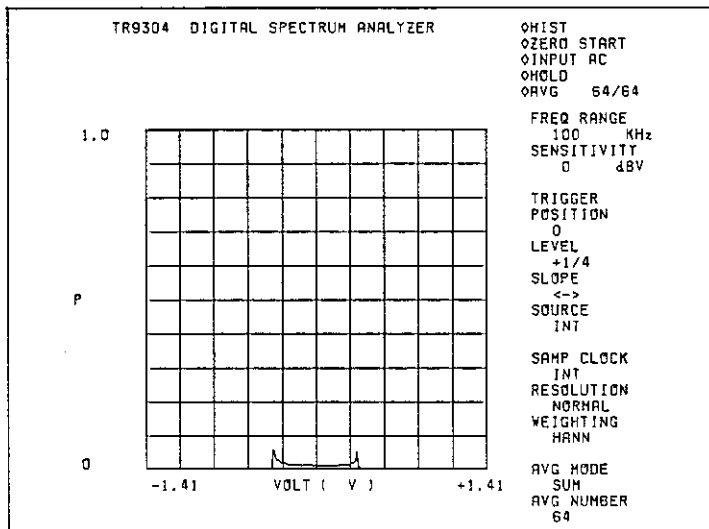 TR9304 DIGITAL SPECTRUM ANALYZER
◇HIST
◇ZERO START
◇INPUT AC
◇HOLD
◇AVG 64/64
FREQ RANGE
100 KHz
SENSITIVITY
0 dBV
TRIGGER
POSITION
0
LEVEL
+1/4
SLOPE
<->
SOURCE
INT
SAMP CLOCK
INT
RESOLUTION
NORMAL
WEIGHTING
HANN
AVG MODE
SUM
AVG NUMBER
64
1.0
P
0
-1.41 VOLT ( V ) +1.41